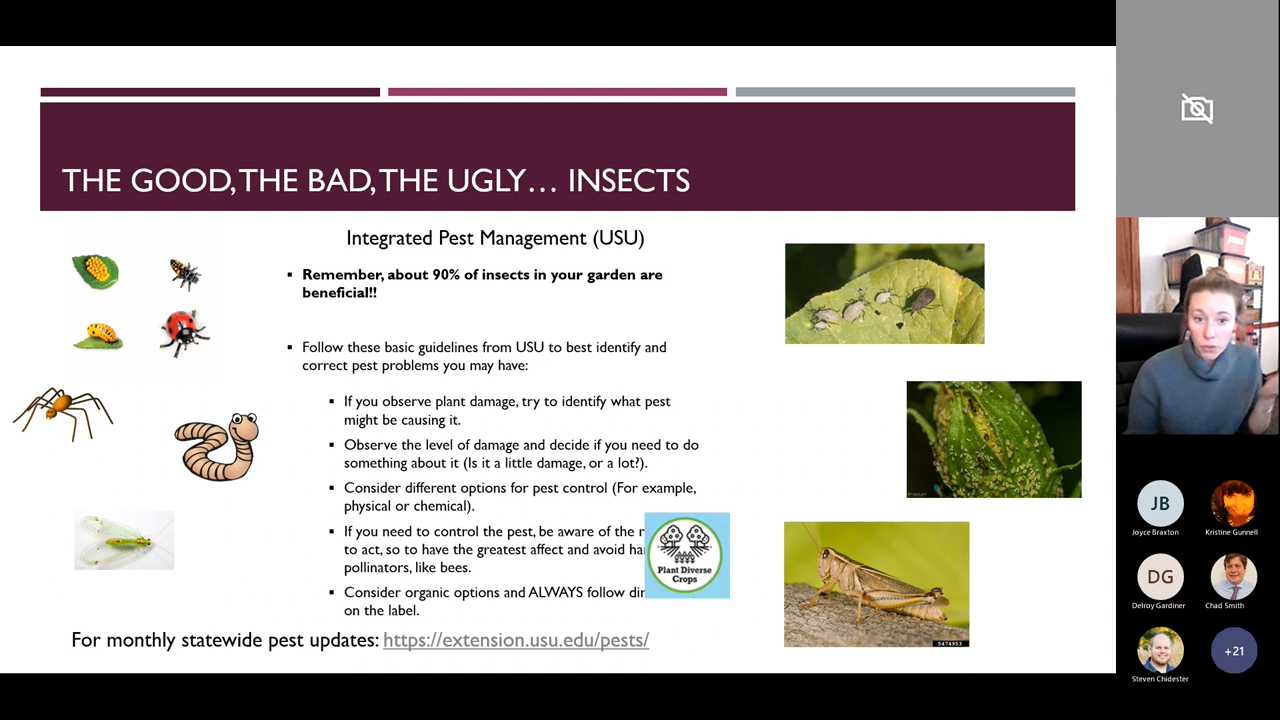 THE GOOD, THE BAD, THE UGLY... INSECTS
Integrated Pest Management (USU)
▪ Remember, about 90% of insects in your garden are
beneficial!!
▪ Follow these basic guidelines from USU to best identify and
correct pest problems you may have:
▪ If you observe plant damage, try to identify what pest
might be causing it.
▪ Observe the level of damage and decide if you need to do
something about it (Is it a little damage, or a lot?).
▪ Consider different options for pest control (For example,
physical or chemical).
▪ If you need to control the pest, be aware of the
to act, so to have the greatest affect and avoid
pollinators, like bees.
▪ Consider organic options and ALWAYS follow
on the label.
Plant Diverse
Crops
For monthly statewide pest updates: https://extension.usu.edu/pests/
5474953
JB
Joyce Braxton
Kristine Gunnell
DG
Delroy Gardiner
Chad Smith
Steven Chidester
+21